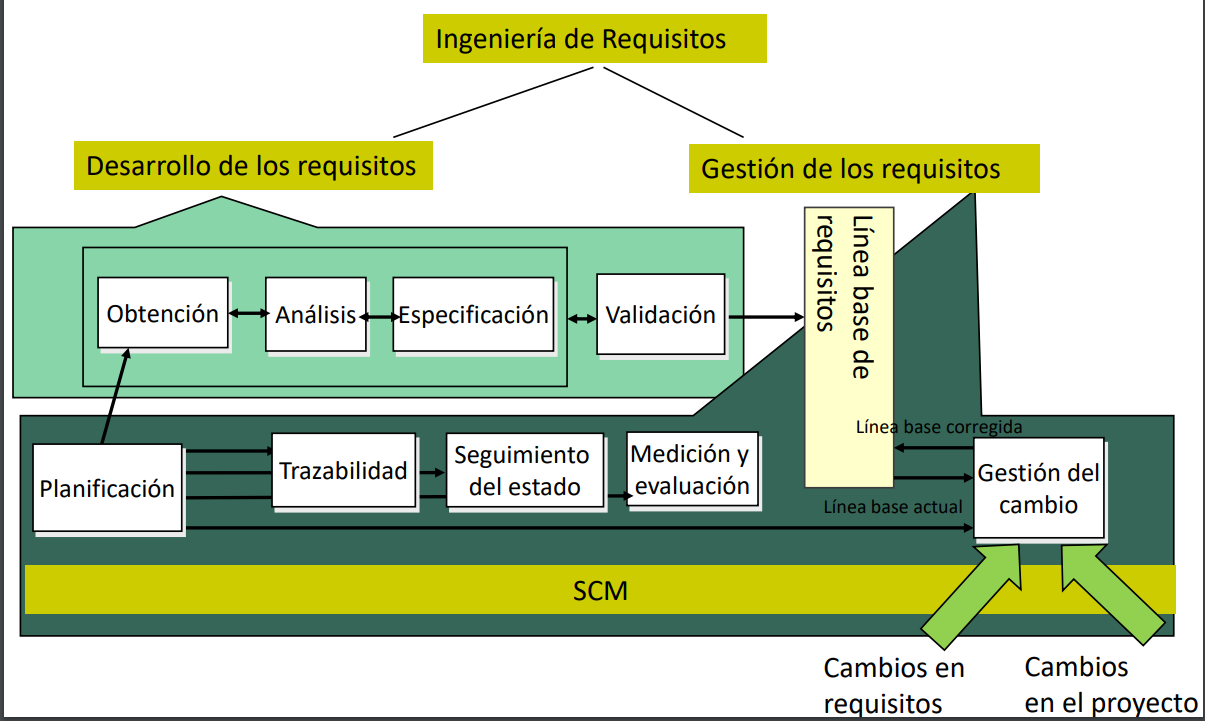 Ingeniería de Requisitos
Desarrollo de los requisitos
Gestión de los requisitos
Obtención
Análisis
Especificación
Validación
Línea base de
requisitos
Planificación
Trazabilidad
Seguimiento
del estado
Medición y
evaluación
Línea base corregida
Línea base actual
Gestión del
cambio
SCM
Cambios en
requisitos
Cambios
en el proyecto